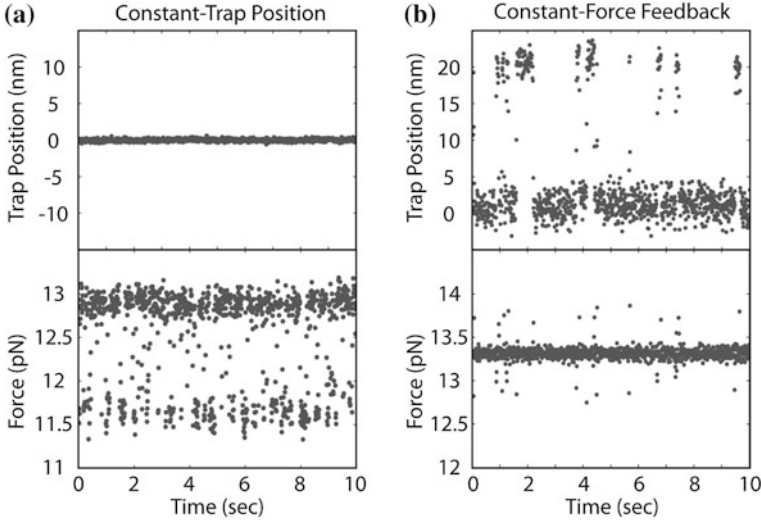 (a) Constant-Trap Position
Trap Position (nm)
10
5
0
-5
-10
Force (pN)
13
12.5
12
11.5
11
0 2 4 6 8 10
Time (sec)
(b) Constant-Force Feedback
Trap Position (nm)
20
15
10
5
0
Force (pN)
14
13.5
13
12.5
12
0 2 4 6 8 10
Time (sec)